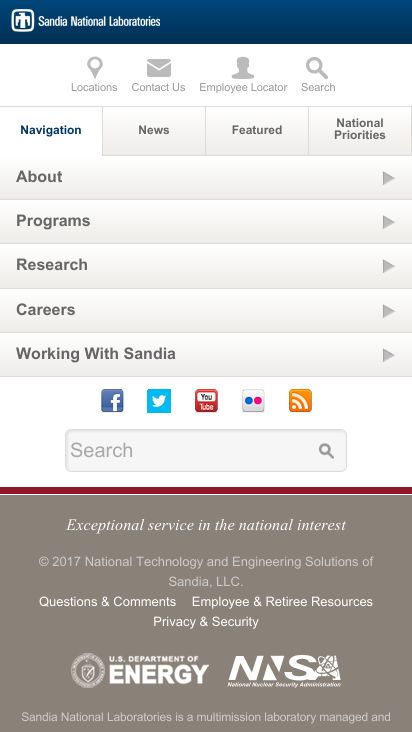 Sandia National Laboratories
Locations
Contact Us
Employee Locator
Search
Navigation
News
Featured
National
Priorities
About
Programs
Research
Careers
Working With Sandia
You
Tube
Search
Exceptional service in the national interest
© 2017 National Technology and Engineering Solutions of
Sandia, LLC.
Questions & Comments Employee & Retiree Resources
Privacy & Security
U.S. DEPARTMENT OF
ENERGY
NNSA
National Nuclear Security Administration
Sandia National Laboratories is a multimission laboratory managed and